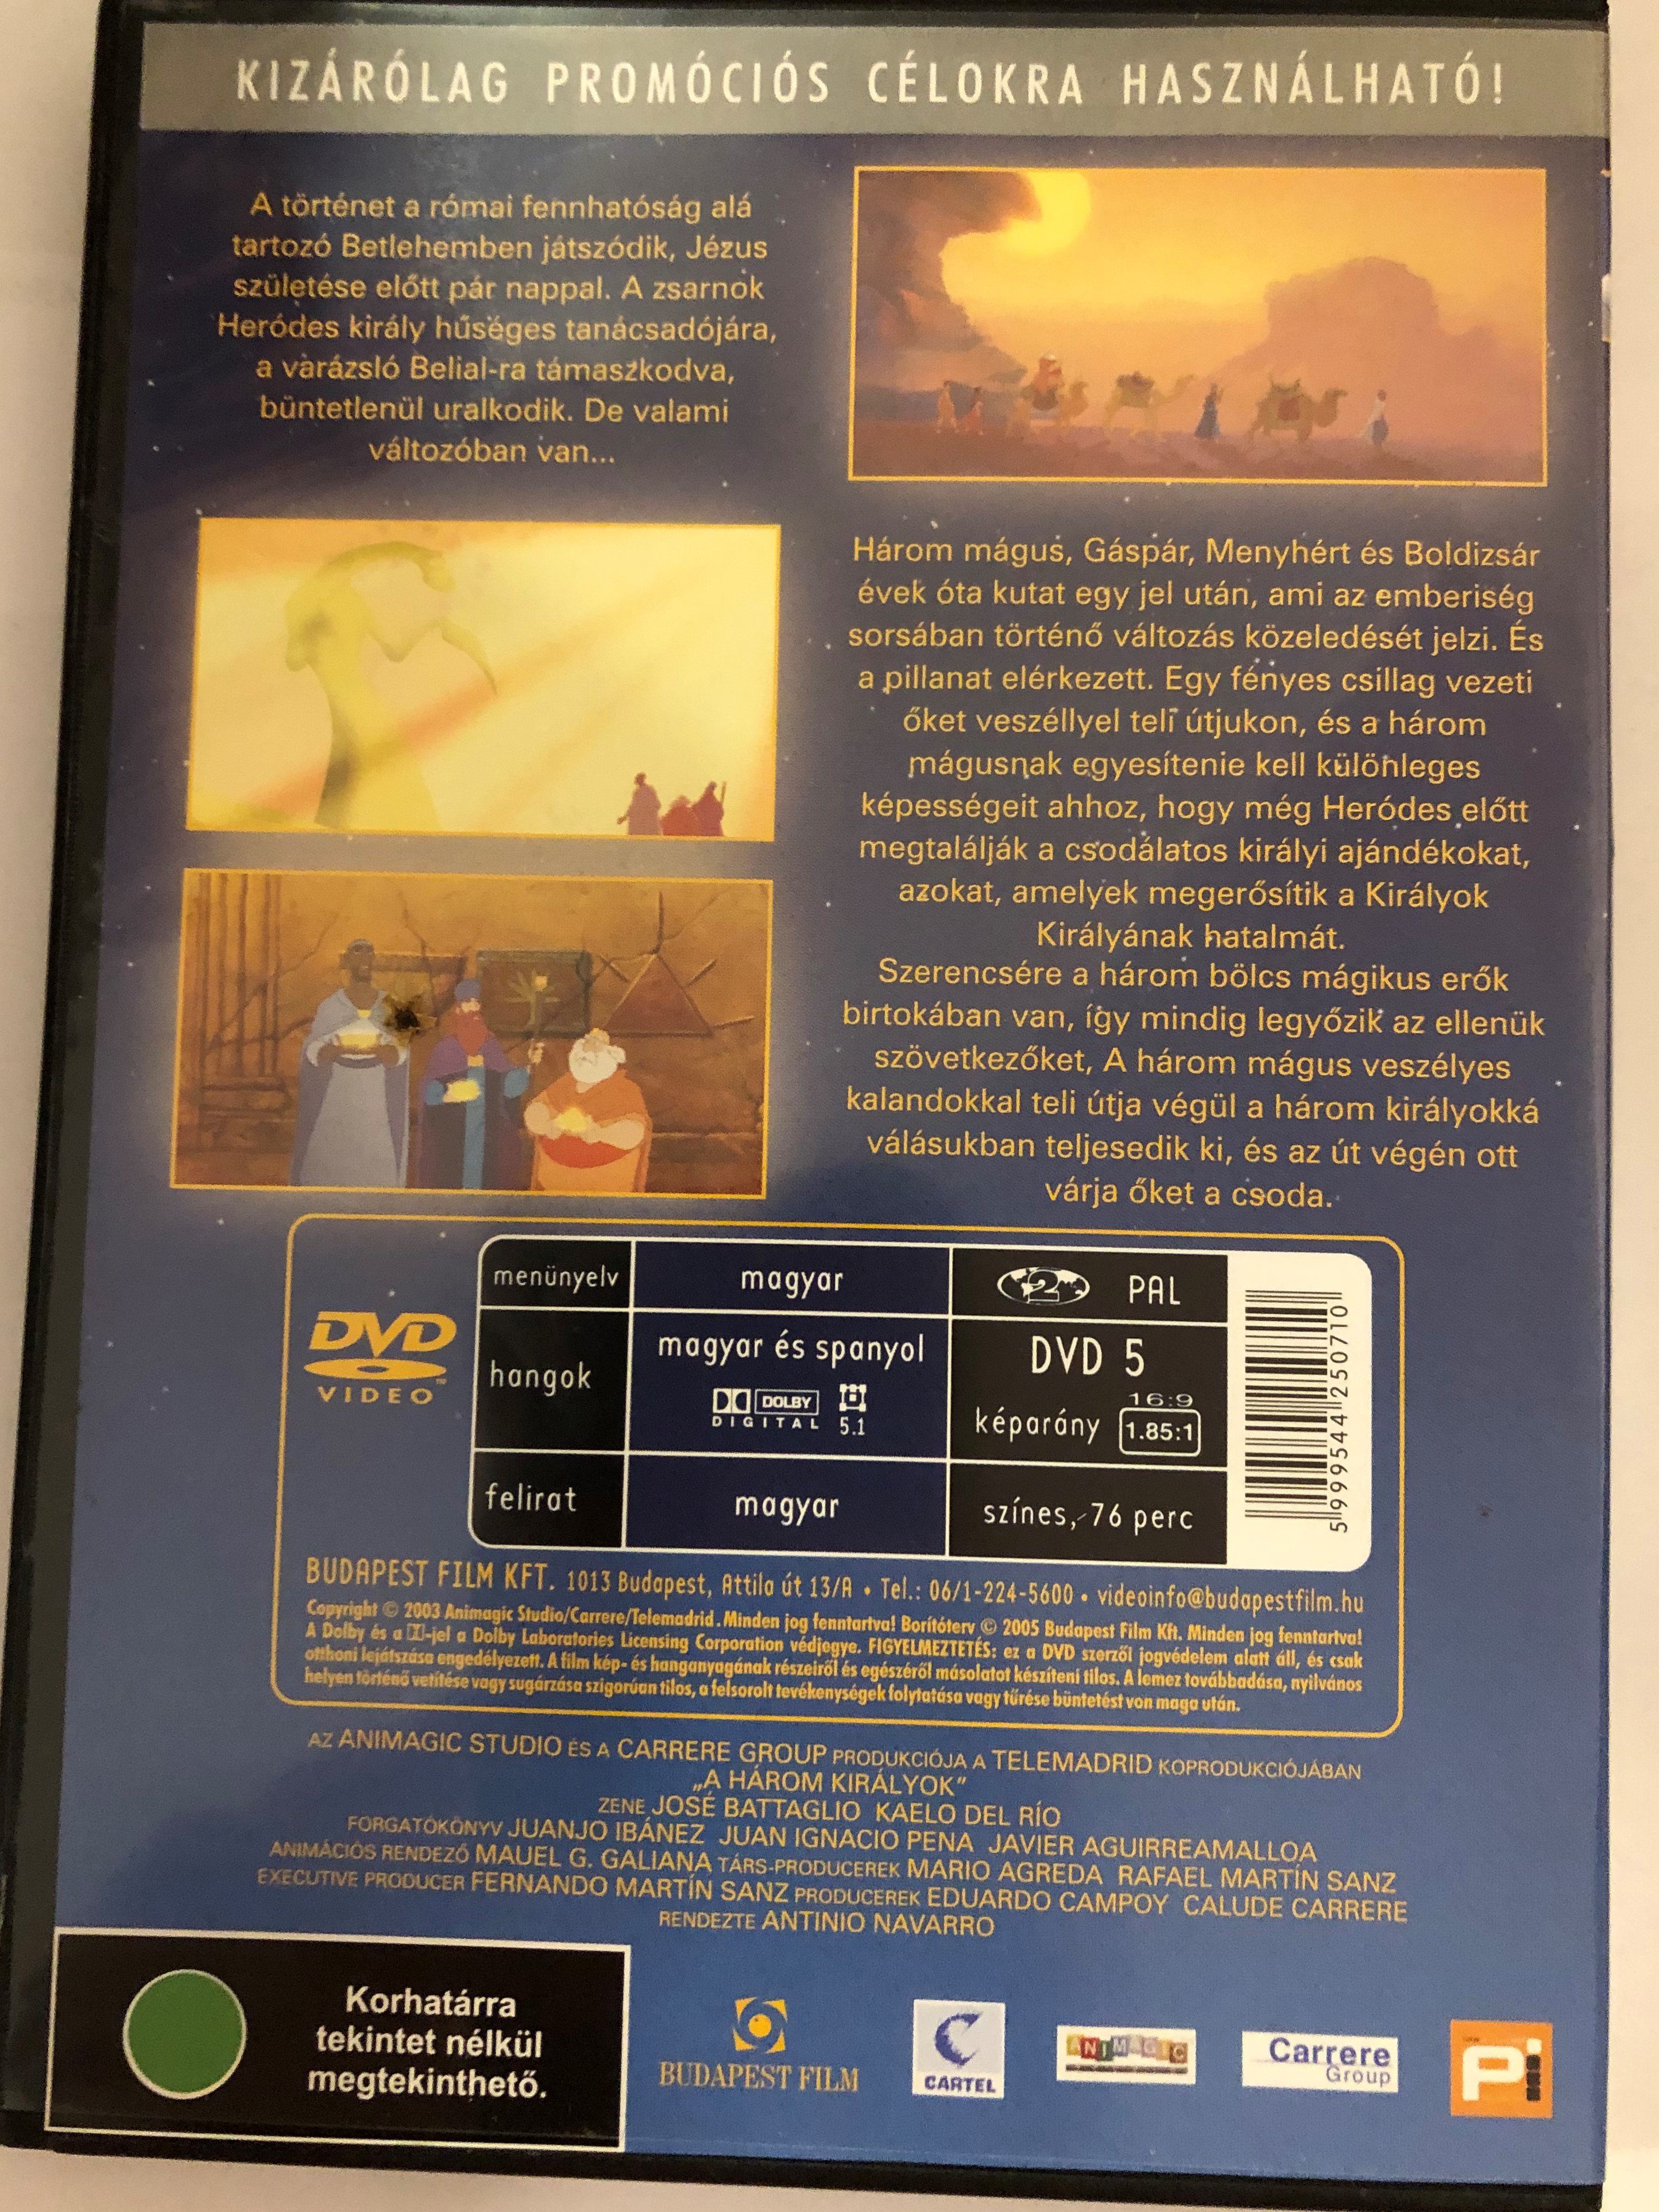 KIZÁRÓLAG PROMÓCIÓS CÉLOKRA HASZNÁLHATÓ!
A történet a római fennhatóság alá
tartozó Betlehemben játszódik, Jézus
születése előtt pár nappal. A zsarnok
Heródes király hűséges tanácsadójára,
a varázsló Belial-ra támaszkodva,
büntetlenül uralkodik. De valami
változóban van...
Három mágus, Gáspár, Menyhért és Boldizsár
évek óta kutat egy jel után, ami az emberiség
sorsában történő változás közeledését jelzi. És
a pillanat elérkezett. Egy fényes csillag vezeti
őket veszéllyel teli útjukon, és a három
mágusnak egyesítenie kell különleges
képességeit ahhoz, hogy még Heródes előtt
megtalálják a csodálatos királyi ajándékokat,
azokat, amelyek megerősítik a Királyok
Királyának hatalmát.
Szerencsére a három bölcs mágikus erők
birtokában van, így mindig legyőzik az ellenük
szövetkezőket, A három mágus veszélyes
kalandokkal teli útja végül a három királyokká
válásukban teljesedik ki, és az út végén ott
várja őket a csoda.
DVD
VIDEO™
menünyelv magyar 2 PAL
hangok magyar és spanyol DVD 5
DOLBY
DIGITAL 5.1
16:9
képarány 1.85:1
felirat magyar színes, 76 perc
5 999544 250710
BUDAPEST FILM KFT. 1013 Budapest, Attila út 13/A • Tel.: 06/1-224-5600 • videoinfo@budapestfilm.hu
Copyright © 2003 Animagic Studio/Carrere/Telemadrid. Minden jog fenntartva! Borítóterv © 2005 Budapest Film Kft. Minden jog fenntartva!
A Dolby és a -jel a Dolby Laboratories Licensing Corporation védjegye. FIGYELMEZTETÉS: ez a DVD szerzői jogvédelem alatt áll, és csak
otthoni lejátszása engedélyezett. A film kép- és hanganyagának részeiről és egészéről másolatot készíteni tilos. A lemez továbbadása, nyilvános
helyen történő vetítése vagy sugárzása szigorúan tilos, a felsorolt tevékenységek folytatása vagy tűrése büntetést von maga után.
AZ ANIMAGIC STUDIO ÉS A CARRERE GROUP PRODUKCIÓJA A TELEMADRID KOPRODUKCIÓJÁBAN
„A HÁROM KIRÁLYOK”
ZENE JOSÉ BATTAGLIO KAELO DEL RÍO
FORGATÓKÖNYV JUANJO IBÁNEZ JUAN IGNACIO PENA JAVIER AGUIRREAMALLOA
ANIMÁCIÓS RENDEZŐ MAUEL G. GALIANA TÁRS-PRODUCEREK MARIO AGREDA RAFAEL MARTÍN SANZ
EXECUTIVE PRODUCER FERNANDO MARTÍN SANZ PRODUCEREK EDUARDO CAMPOY CALUDE CARRERE
RENDEZTE ANTINIO NAVARRO
Korhatárra
tekintet nélkül
megtekinthető.
BUDAPEST FILM
CARTEL
ANIMAGIC
Carrere
Group
Pi